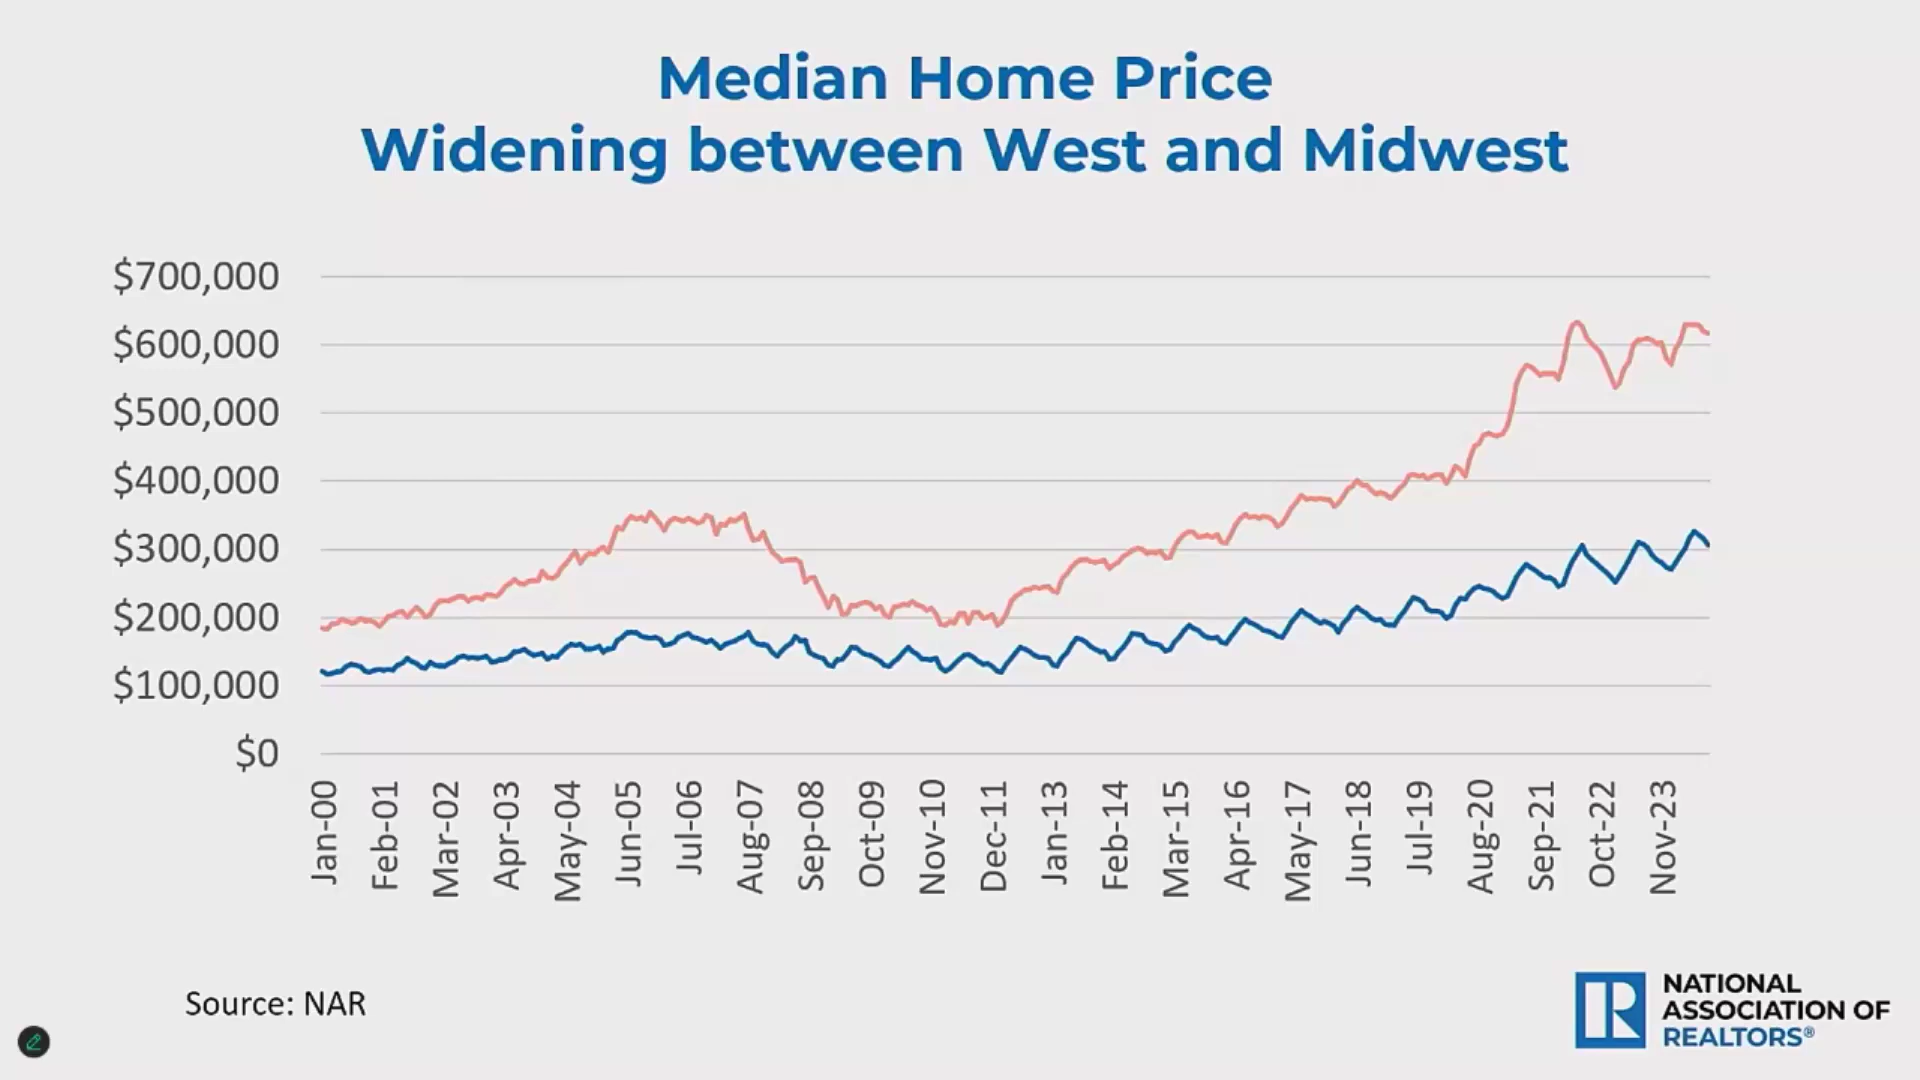 Median Home Price
Widening between West and Midwest
$700,000
$600,000
$500,000
$400,000
$300,000
$200,000
$100,000
$0
Jan-00
Feb-01
Mar-02
Apr-03
May-04
Jun-05
Jul-06
Aug-07
Sep-08
Oct-09
Nov-10
Dec-11
Jan-13
Feb-14
Mar-15
Apr-16
May-17
Jun-18
Jul-19
Aug-20
Sep-21
Oct-22
Nov-23
Source: NAR
R
NATIONAL
ASSOCIATION OF
REALTORS®